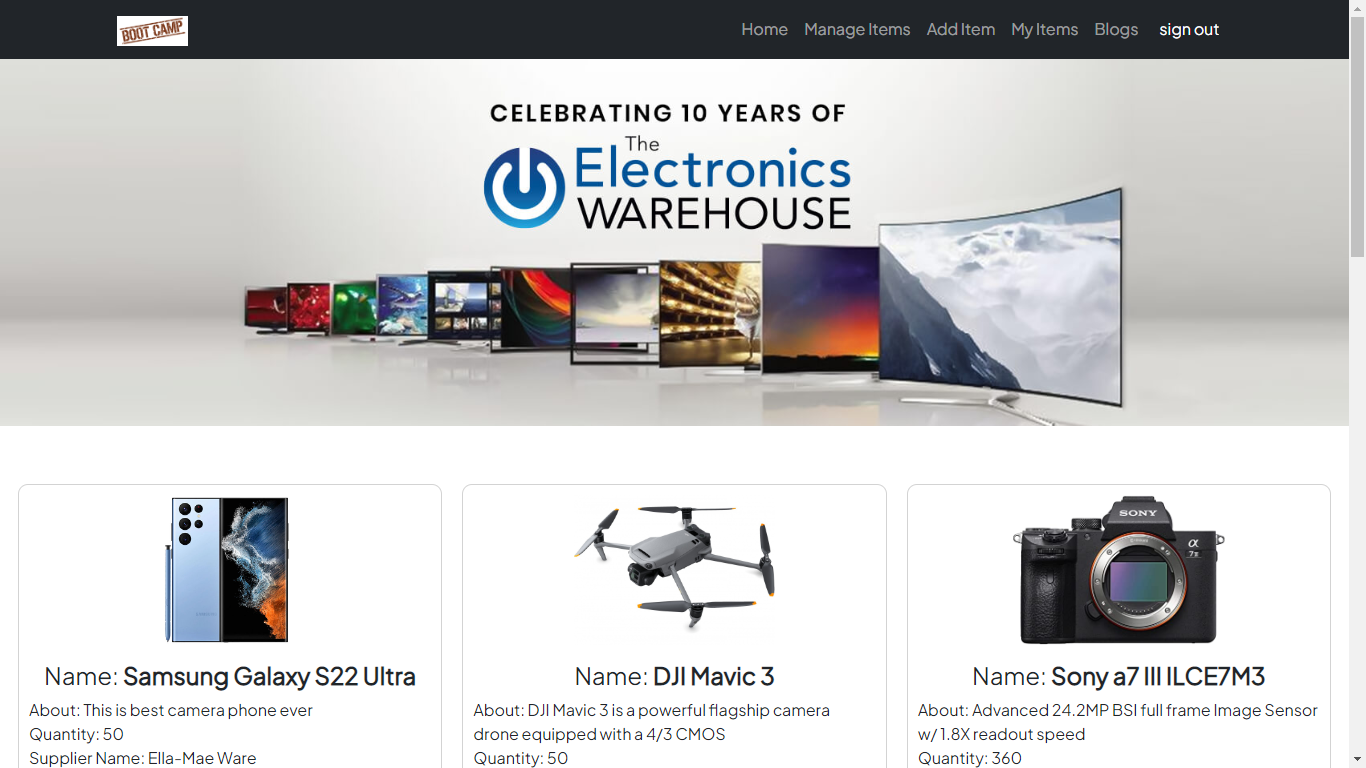 BOOT CAMP
Home Manage Items Add Item My Items Blogs sign out
CELEBRATING 10 YEARS OF
The
Electronics
WAREHOUSE
SONY
α
7 III
Name: Samsung Galaxy S22 Ultra
About: This is best camera phone ever
Quantity: 50
Supplier Name: Ella-Mae Ware
Name: DJI Mavic 3
About: DJI Mavic 3 is a powerful flagship camera
drone equipped with a 4/3 CMOS
Quantity: 50
Name: Sony a7 III ILCE7M3
About: Advanced 24.2MP BSI full frame Image Sensor
w/ 1.8X readout speed
Quantity: 360